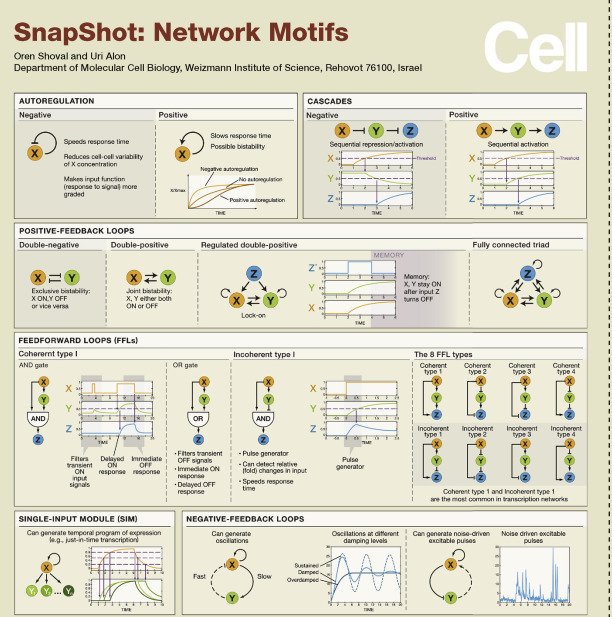 SnapShot: Network Motifs
Cell
Oren Shoval and Uri Alon
Department of Molecular Cell Biology, Weizmann Institute of Science, Rehovot 76100, Israel
AUTOREGULATION
Negative
Positive
X
Speeds response time
Reduces cell-cell variability
of X concentration
Makes input function
(response to signal) more
graded
X
Slows response time
Possible bistability
Negative autoregulation
No autoregulation
Positive autoregulation
X/Xmax
TIME
CASCADES
Negative
Positive
X Y Z
Sequential repression/activation
X
Threshold
Y
Z
TIME
X Y Z
Sequential activation
X
Threshold
Y
Z
TIME
POSITIVE-FEEDBACK LOOPS
Double-negative
Double-positive
Regulated double-positive
Fully connected triad
X Y
Exclusive bistability:
X ON,Y OFF
or vice versa
X Y
Joint bistability:
X, Y either both
ON or OFF
Z
X Y
Lock-on
MEMORY
Z
Y
X
TIME
Memory:
X, Y stay ON
after input Z
turns OFF
Z
X Y
FEEDFORWARD LOOPS (FFLs)
Coherernt type I
Incoherent type I
The 8 FFL types
AND gate
X
Y
AND
Z
X
Y
Z
TIME
Filters
transient
ON
input
signals
Delayed
ON
response
Immediate
OFF
response
OR gate
X
Y
OR
Z
• Filters transient
OFF signals
• Immediate ON
response
• Delayed OFF
response
X
Y
AND
Z
• Pulse generator
• Can detect relative
(fold) changes in input
• Speeds response
time
X
Y
Z
TIME
Pulse
generator
Coherent
type 1
Coherent
type 2
Coherent
type 3
Coherent
type 4
X X X X
Y Y Y Y
Z Z Z Z
Incoherent
type 1
Incoherent
type 2
Incoherent
type 3
Incoherent
type 4
X X X X
Y Y Y Y
Z Z Z Z
Coherent type 1 and Incoherent type 1
are the most common in transcription networks
SINGLE-INPUT MODULE (SIM)
Can generate temporal program of expression
(e.g., just-in-time transcription)
X
Y Y ... Y
TIME
NEGATIVE-FEEDBACK LOOPS
Can generate
oscillations
X
Fast
Slow
Y
Oscillations at different
damping levels
Sustained
Damped
Overdamped
TIME
Can generate noise-driven
excitable pulses
X
Y
Noise driven excitable
pulses
TIME